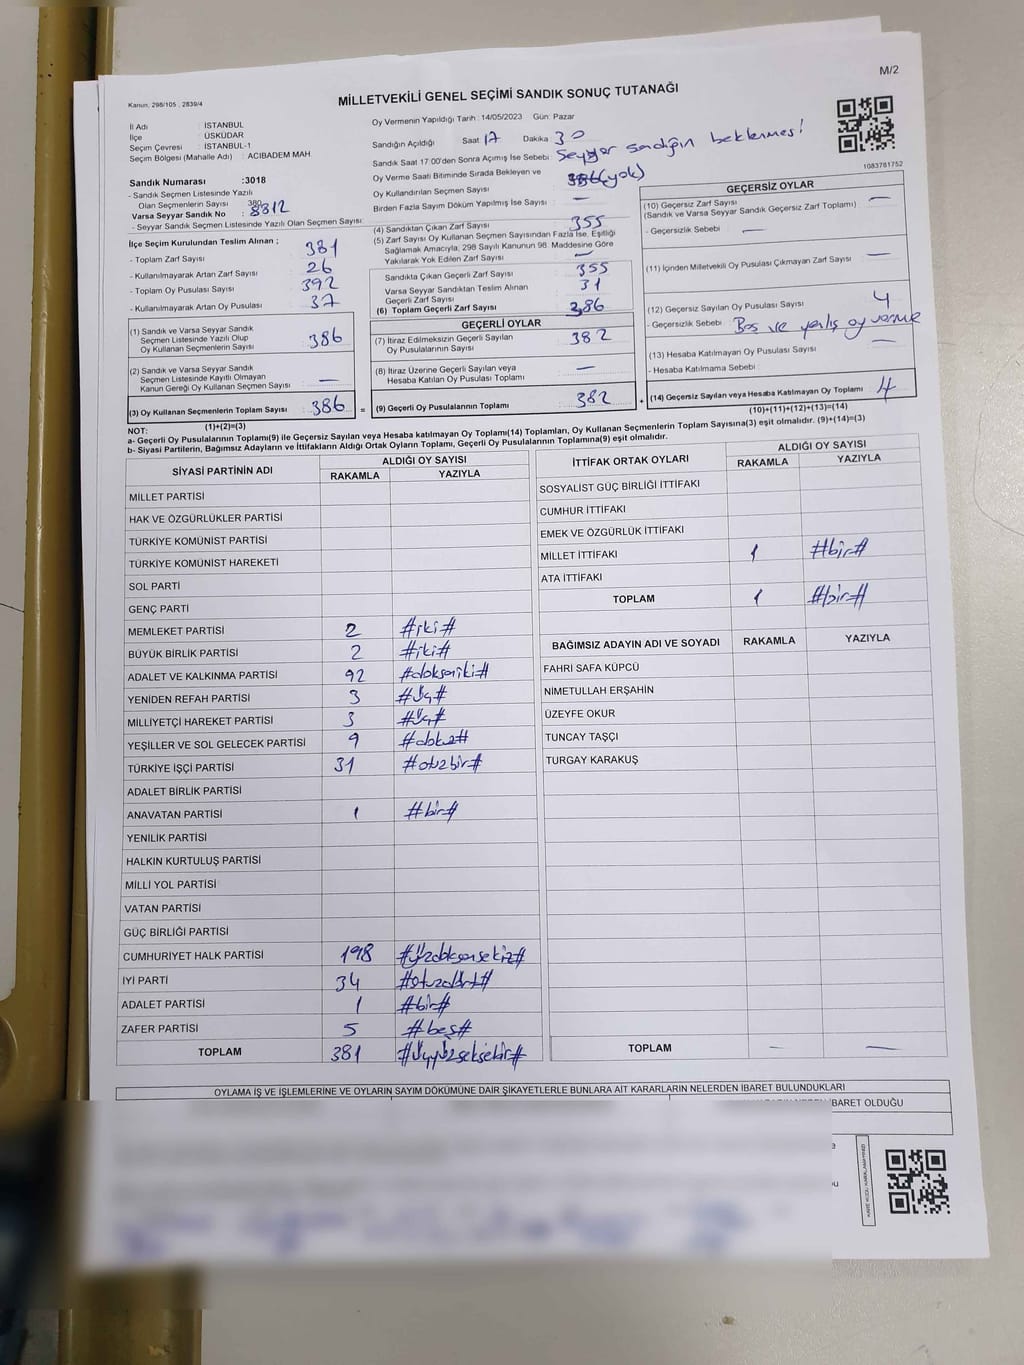 M/2
Kanun, 298/105 , 2839/4
MİLLETVEKİLİ GENEL SEÇİMİ SANDIK SONUÇ TUTANAĞI
İl Adı : İSTANBUL
İlçe : ÜSKÜDAR
Seçim Çevresi : İSTANBUL-1
Seçim Bölgesi (Mahalle Adı) : ACIBADEM MAH.
Sandık Numarası :3018
- Sandık Seçmen Listesinde Yazılı
Olan Seçmenlerin Sayısı : 380
Varsa Seyyar Sandık No : 8312
- Seyyar Sandık Seçmen Listesinde Yazılı Olan Seçmen Sayısı:
İlçe Seçim Kurulundan Teslim Alınan ;
- Toplam Zarf Sayısı 381
- Kullanılmayarak Artan Zarf Sayısı 26
- Toplam Oy Pusulası Sayısı 392
- Kullanılmayarak Artan Oy Pusulası 37
(1) Sandık ve Varsa Seyyar Sandık
Seçmen Listesinde Yazılı Olup
Oy Kullanan Seçmenlerin Sayısı 386
(2) Varsa Sandık ve Varsa Seyyar Sandık
Seçmen Listesinde Kayıtlı Olmayan
Kanun Gereği Oy Kullanan Seçmen Sayısı —
(3) Oy Kullanan Seçmenlerin Toplam Sayısı 386 =
(1)+(2)=(3)
Oy Vermenin Yapıldığı Tarih : 14/05/2023 Gün: Pazar
Sandığın Açıldığı Saat 17 Dakika 30
Sandık Saat 17:00'den Sonra Açılmış İse Sebebi Seyyar sandığın beklenmesi
Oy Verme Saati Bitiminde Sırada Bekleyen ve
Oy Kullandırılan Seçmen Sayısı 386 (yok)
Birden Fazla Sayım Döküm Yapılmış İse Sayısı —
(4) Sandıktan Çıkan Zarf Sayısı 355
(5) Zarf Sayısı Oy Kullanan Seçmen Sayısından Fazla İse, Eşitliği
Sağlamak Amacıyla, 298 Sayılı Kanunun 98. Maddesine Göre
Yakılarak Yok Edilen Zarf Sayısı —
Sandıkta Çıkan Geçerli Zarf Sayısı 355
Varsa Seyyar Sandıktan Teslim Alınan
Geçerli Zarf Sayısı 31
(6) Toplam Geçerli Zarf Sayısı 386
GEÇERLİ OYLAR
(7) İtiraz Edilmeksizin Geçerli Sayılan
Oy Pusulalarının Sayısı 382
(8) İtiraz Üzerine Geçerli Sayılan veya
Hesaba Katılan Oy Pusulası Toplamı —
(9) Geçerli Oy Pusulalarının Toplamı 382 +
1083781752
GEÇERSİZ OYLAR
(10) Geçersiz Zarf Sayısı —
(Sandık ve Varsa Seyyar Sandık Geçersiz Zarf Toplamı)
- Geçersizlik Sebebi : —
(11) İçinden Milletvekili Oy Pusulası Çıkmayan Zarf Sayısı —
(12) Geçersiz Sayılan Oy Pusulası Sayısı 4
- Geçersizlik Sebebi : Boş ve yanlış oy verme
(13) Hesaba Katılmayan Oy Pusulası Sayısı —
- Hesaba Katılmama Sebebi :
(14) Geçersiz Sayılan veya Hesaba Katılmayan Oy Toplamı 4
(10)+(11)+(12)+(13)=(14)
NOT:
a- Geçerli Oy Pusulalarının Toplamı(9) ile Geçersiz Sayılan veya Hesaba katılmayan Oy Toplamı(14) Toplamları, Oy Kullanan Seçmenlerin Toplam Sayısına(3) eşit olmalıdır. (9)+(14)=(3)
b- Siyasi Partilerin, Bağımsız Adayların ve İttifakların Aldığı Ortak Oyların Toplamı, Geçerli Oy Pusulalarının Toplamına(9) eşit olmalıdır.
SİYASİ PARTİNİN ADI ALDIĞI OY SAYISI
RAKAMLA YAZIYLA
MİLLET PARTİSİ
HAK VE ÖZGÜRLÜKLER PARTİSİ
TÜRKİYE KOMÜNİST PARTİSİ
TÜRKİYE KOMÜNİST HAREKETİ
SOL PARTİ
GENÇ PARTİ
MEMLEKET PARTİSİ 2 #iki#
BÜYÜK BİRLİK PARTİSİ 2 #iki#
ADALET VE KALKINMA PARTİSİ 92 #doksaniki#
YENİDEN REFAH PARTİSİ 3 #üç#
MİLLİYETÇİ HAREKET PARTİSİ 3 #üç#
YEŞİLLER VE SOL GELECEK PARTİSİ 9 #dokuz#
TÜRKİYE İŞÇİ PARTİSİ 31 #otuzbir#
ADALET BİRLİK PARTİSİ
ANAVATAN PARTİSİ 1 #bir#
YENİLİK PARTİSİ
HALKIN KURTULUŞ PARTİSİ
MİLLİ YOL PARTİSİ
VATAN PARTİSİ
GÜÇ BİRLİĞİ PARTİSİ
CUMHURİYET HALK PARTİSİ 198 #yüzdoksansekiz#
İYİ PARTİ 34 #otuzdört#
ADALET PARTİSİ 1 #bir#
ZAFER PARTİSİ 5 #beş#
TOPLAM 381 #üçyüzseksenbir#
İTTİFAK ORTAK OYLARI ALDIĞI OY SAYISI
RAKAMLA YAZIYLA
SOSYALİST GÜÇ BİRLİĞİ İTTİFAKI
CUMHUR İTTİFAKI
EMEK VE ÖZGÜRLÜK İTTİFAKI
MİLLET İTTİFAKI 1 #bir#
ATA İTTİFAKI
TOPLAM 1 #bir#
BAĞIMSIZ ADAYIN ADI VE SOYADI RAKAMLA YAZIYLA
FAHRİ SAFA KÜPCÜ
NİMETULLAH ERŞAHİN
ÜZEYFE OKUR
TUNCAY TAŞÇI
TURGAY KARAKUŞ
TOPLAM — —
OYLAMA İŞ VE İŞLEMLERİNE VE OYLARIN SAYIM DÖKÜMÜNE DAİR ŞİKAYETLERLE BUNLARA AİT KARARLARIN NELERDEN İBARET BULUNDUKLARI
İBARET OLDUĞU